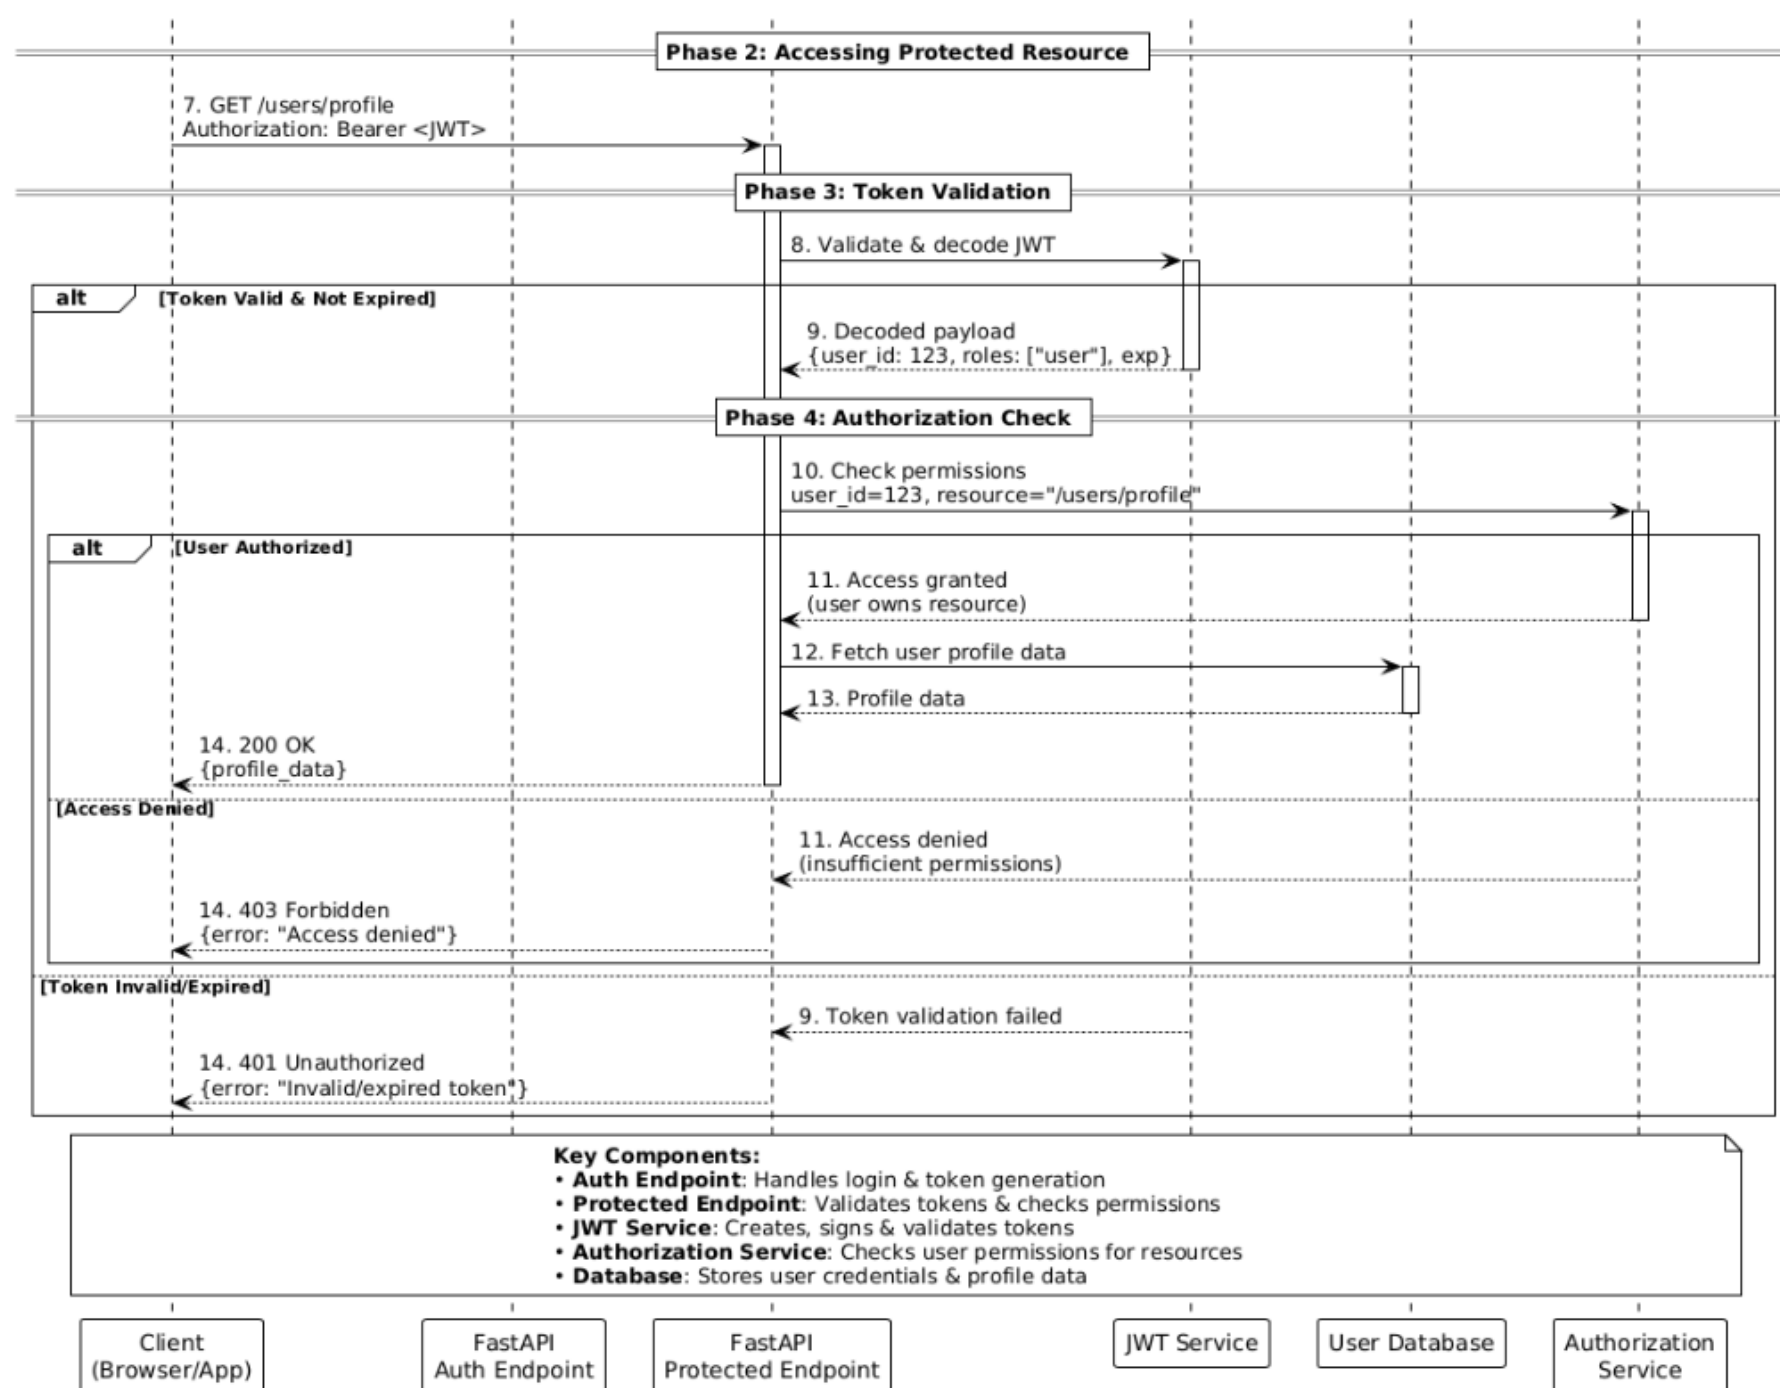 Phase 2: Accessing Protected Resource
7. GET /users/profile
Authorization: Bearer <JWT>
Phase 3: Token Validation
8. Validate & decode JWT
alt [Token Valid & Not Expired]
9. Decoded payload
{user_id: 123, roles: ["user"], exp}
Phase 4: Authorization Check
10. Check permissions
user_id=123, resource="/users/profile"
alt [User Authorized]
11. Access granted
(user owns resource)
12. Fetch user profile data
13. Profile data
14. 200 OK
{profile_data}
[Access Denied]
11. Access denied
(insufficient permissions)
14. 403 Forbidden
{error: "Access denied"}
[Token Invalid/Expired]
9. Token validation failed
14. 401 Unauthorized
{error: "Invalid/expired token"}
Key Components:
• Auth Endpoint: Handles login & token generation
• Protected Endpoint: Validates tokens & checks permissions
• JWT Service: Creates, signs & validates tokens
• Authorization Service: Checks user permissions for resources
• Database: Stores user credentials & profile data
Client
(Browser/App)
FastAPI
Auth Endpoint
FastAPI
Protected Endpoint
JWT Service
User Database
Authorization
Service